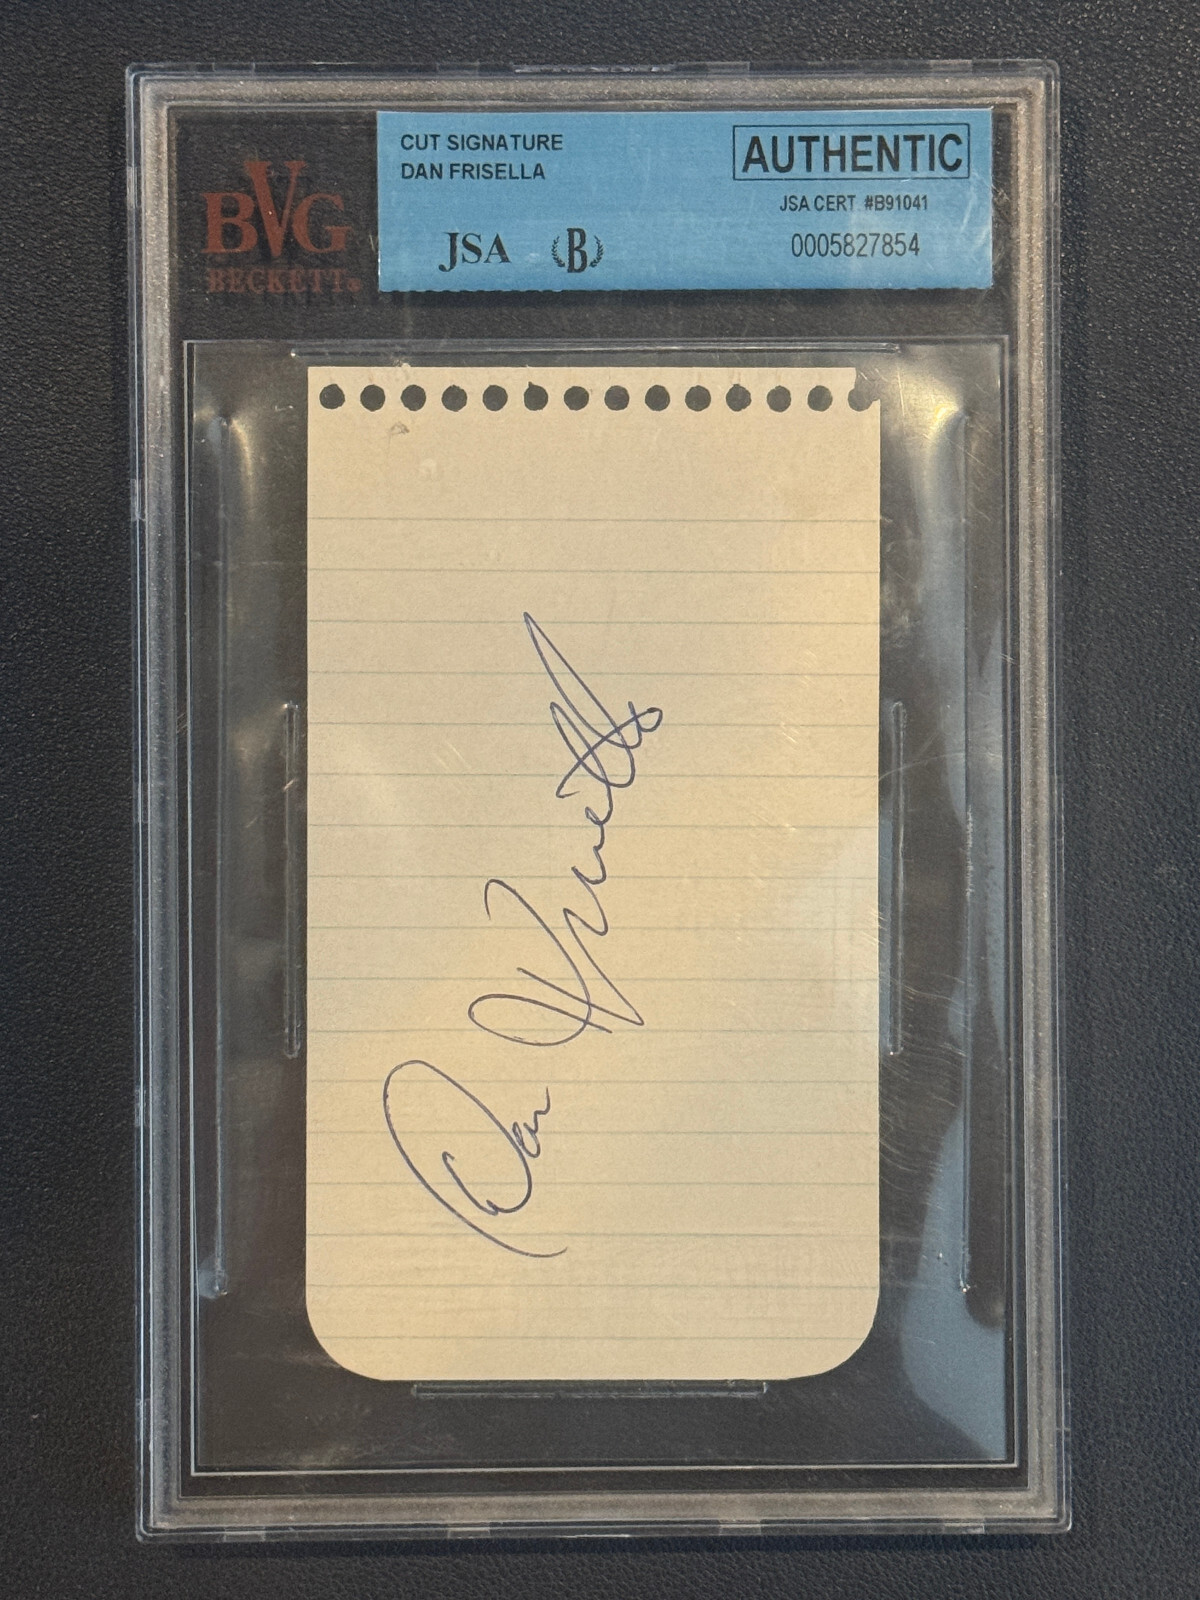 BVG
BECKETT®
CUT SIGNATURE
DAN FRISELLA
AUTHENTIC
JSA CERT. #B91041
JSA B
0005827854
Dan Frisella